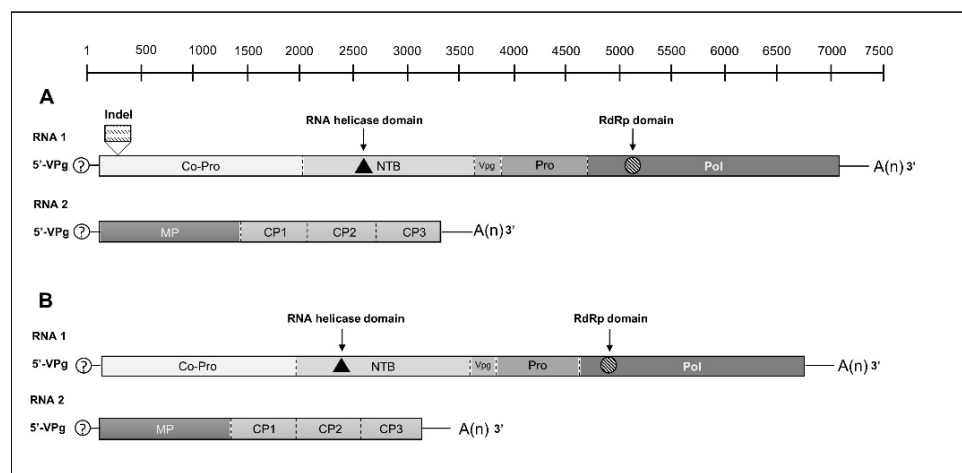 1 500 1000 1500 2000 2500 3000 3500 4000 4500 5000 5500 6000 6500 7000 7500
A
Indel
RNA helicase domain RdRp domain
RNA 1
5'-VPg ? Co-Pro NTB Vpg Pro Pol A(n) 3'
RNA 2
5'-VPg ? MP CP1 CP2 CP3 A(n) 3'
B
RNA helicase domain RdRp domain
RNA 1
5'-VPg ? Co-Pro NTB Vpg Pro Pol A(n) 3'
RNA 2
5'-VPg ? MP CP1 CP2 CP3 A(n) 3'